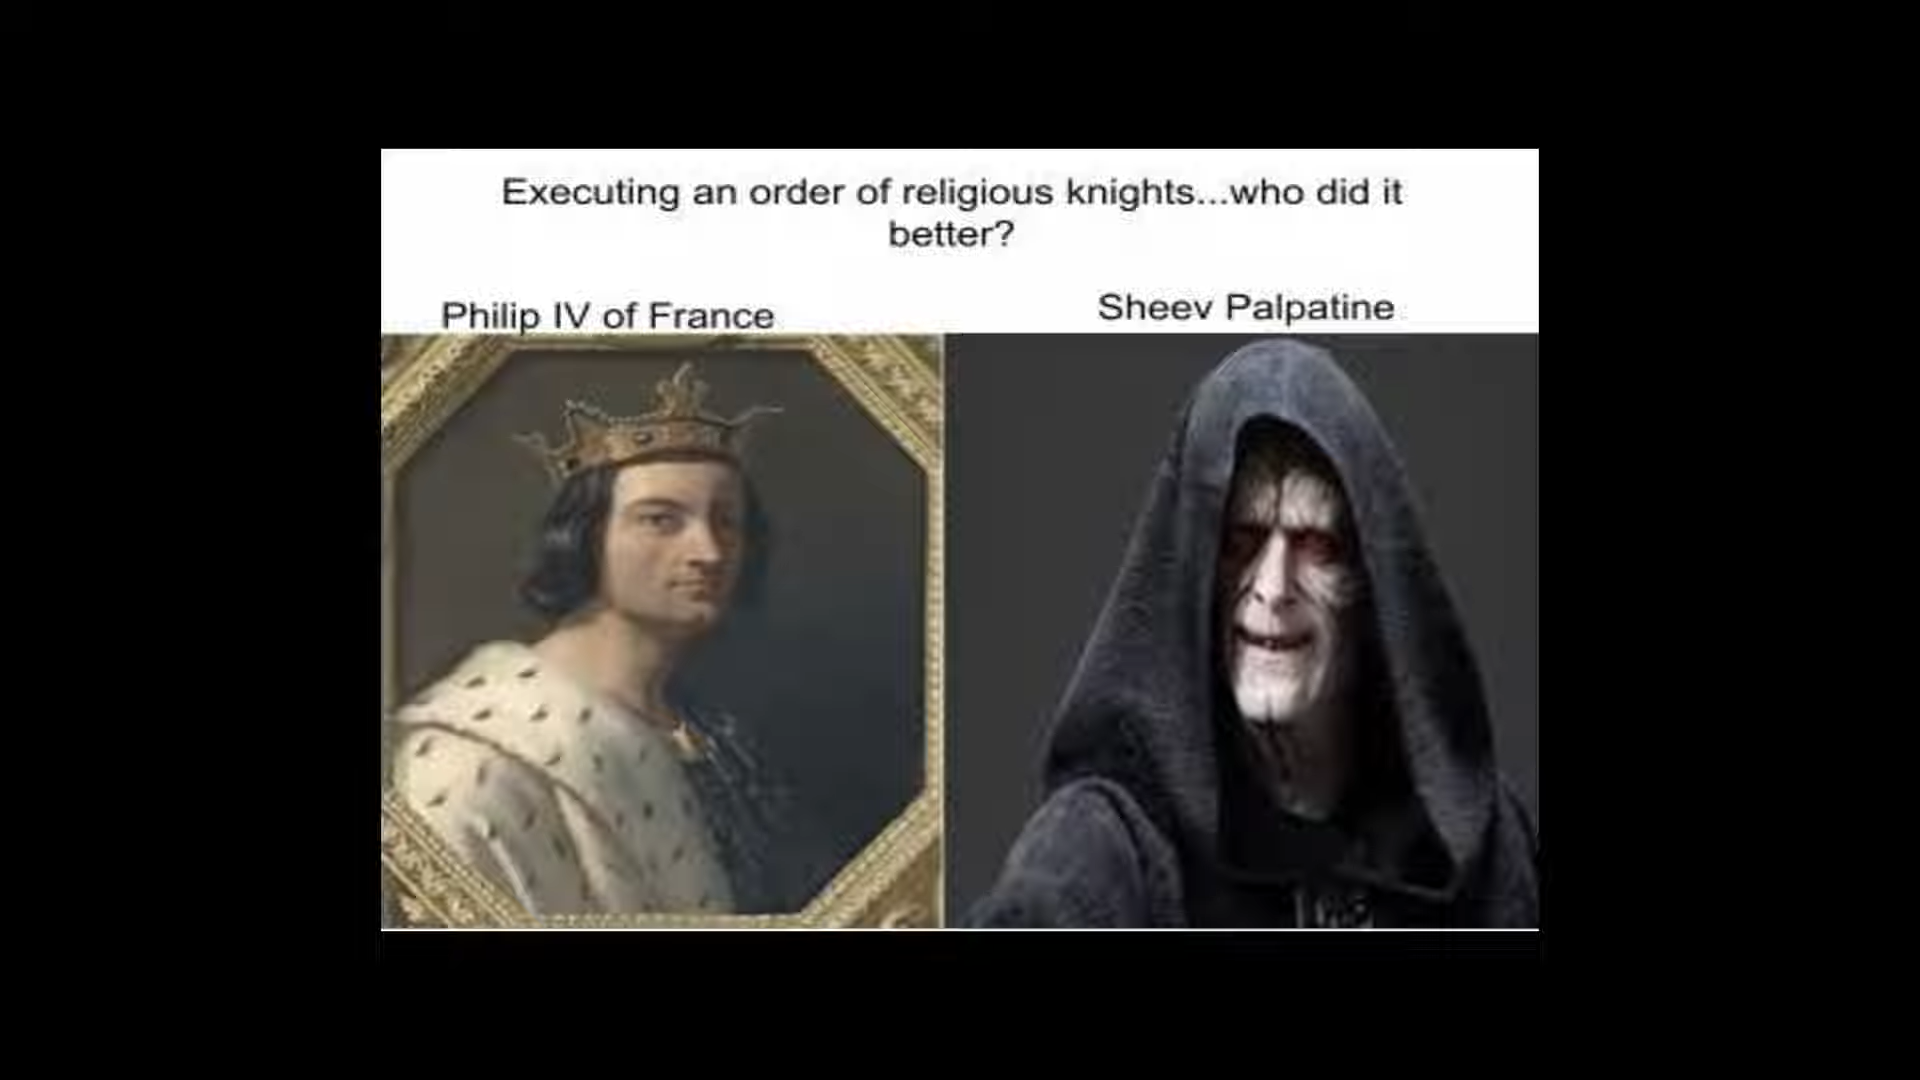 Executing an order of religious knights...who did it
better?
Philip IV of France
Sheev Palpatine